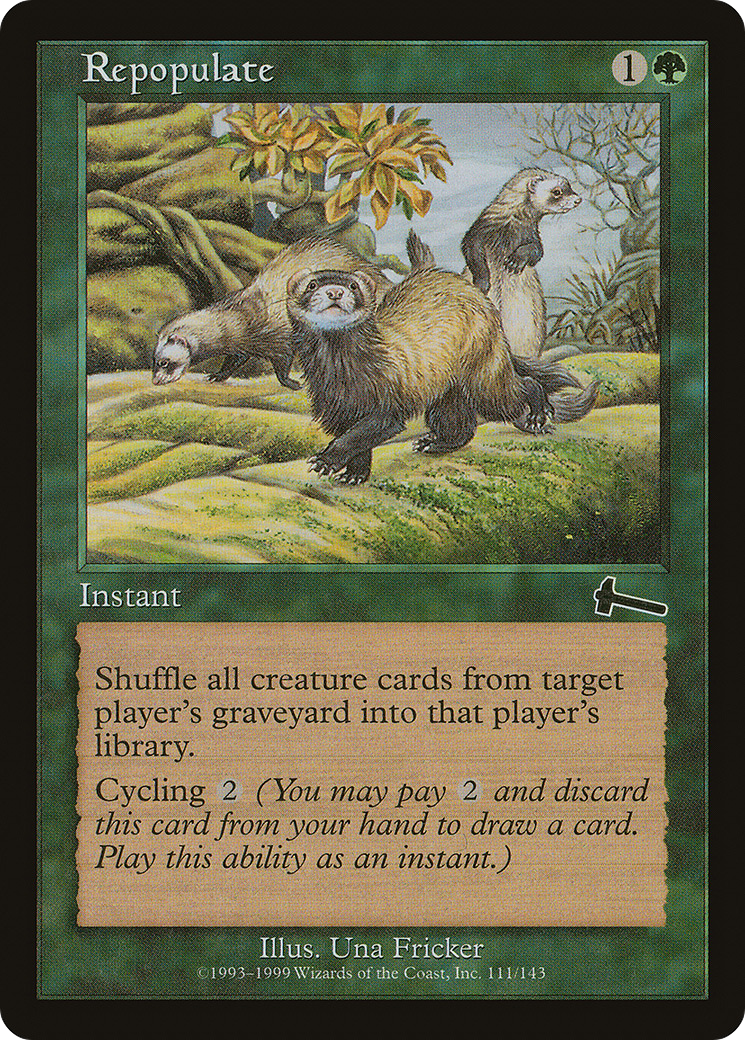 Repopulate 1
Instant
Shuffle all creature cards from target
player's graveyard into that player's
library.
Cycling 2 (You may pay 2 and discard
this card from your hand to draw a card.
Play this ability as an instant.)
Illus. Una Fricker
©1993–1999 Wizards of the Coast, Inc. 111/143